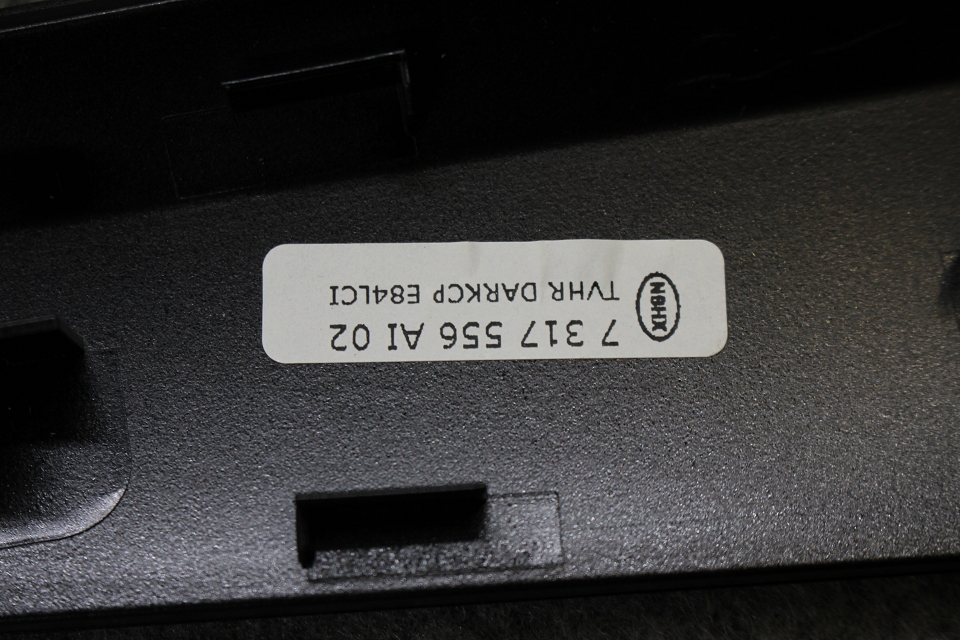 NBHX
7 317 556 AI 02
TVHR DARKCP E84LCI